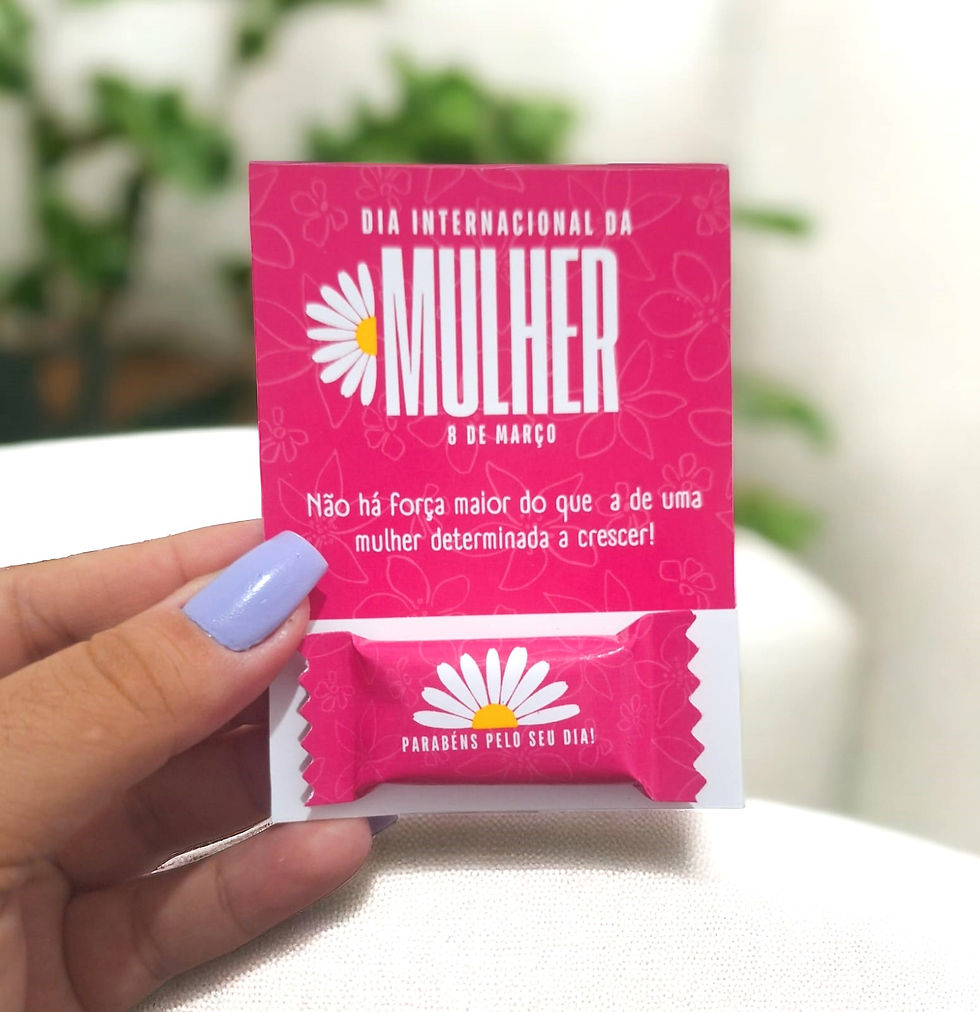 DIA INTERNACIONAL DA
MULHER
8 DE MARÇO
Não há força maior do que a de uma
mulher determinada a crescer!
PARABÉNS PELO SEU DIA!